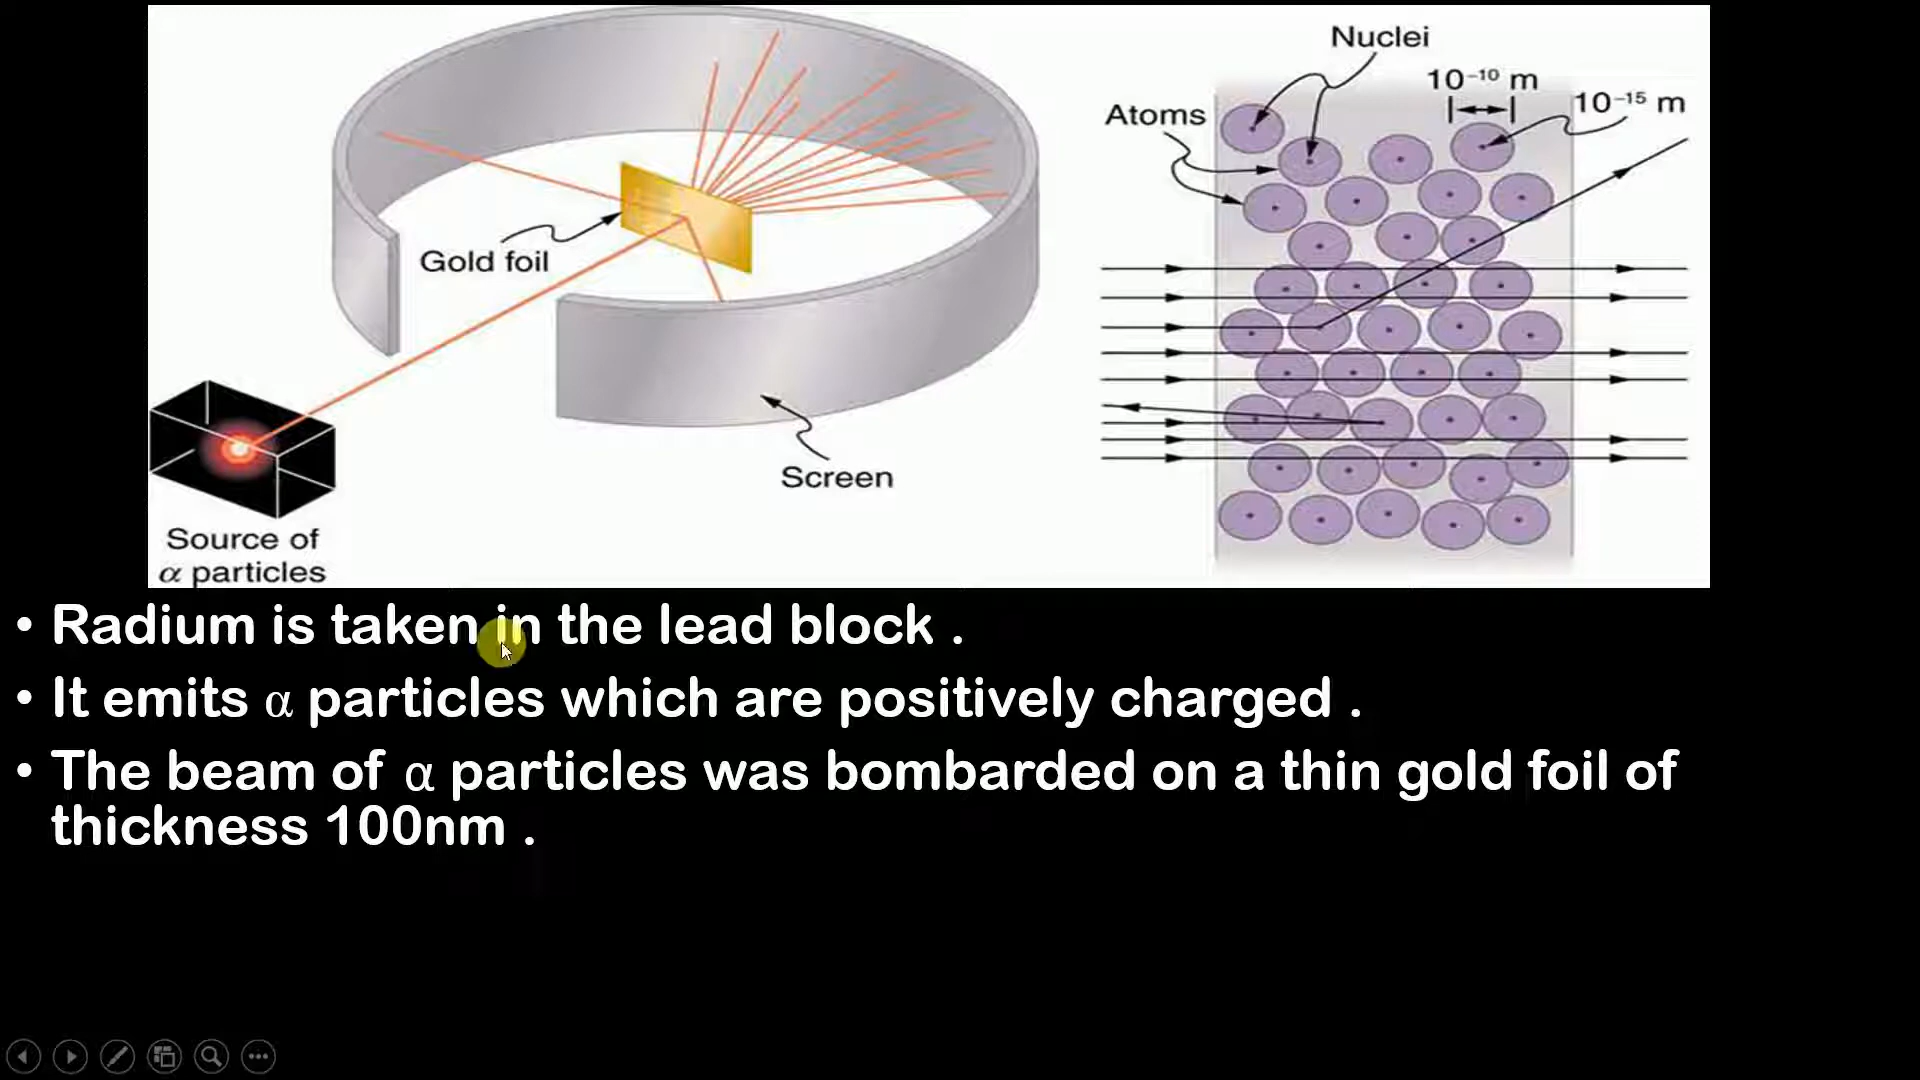 Nuclei
10⁻¹⁰ m
10⁻¹⁵ m
Atoms
Gold foil
Screen
Source of
α particles
• Radium is taken in the lead block .
• It emits α particles which are positively charged .
• The beam of α particles was bombarded on a thin gold foil of
thickness 100nm .